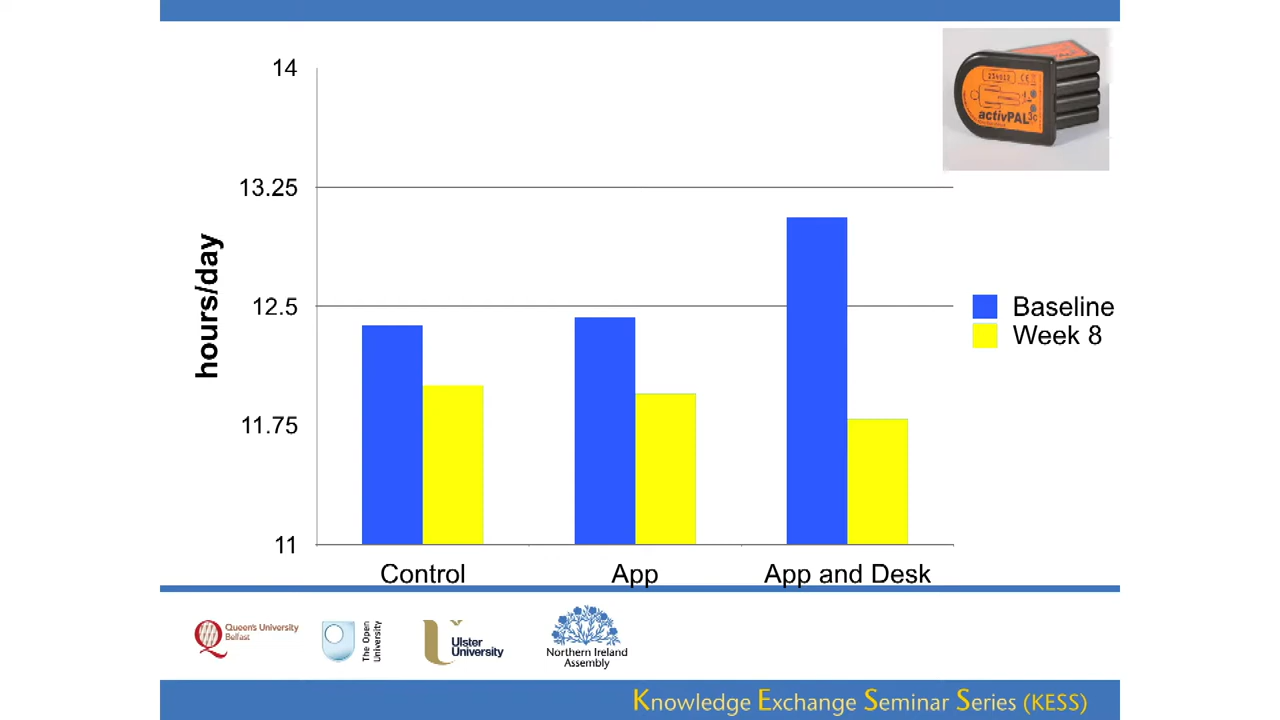 14
13.25
12.5
11.75
11
hours/day
Control
App
App and Desk
Baseline
Week 8
activPAL3c
Queen's University
Belfast
The Open
University
Ulster
University
Northern Ireland
Assembly
Knowledge Exchange Seminar Series (KESS)